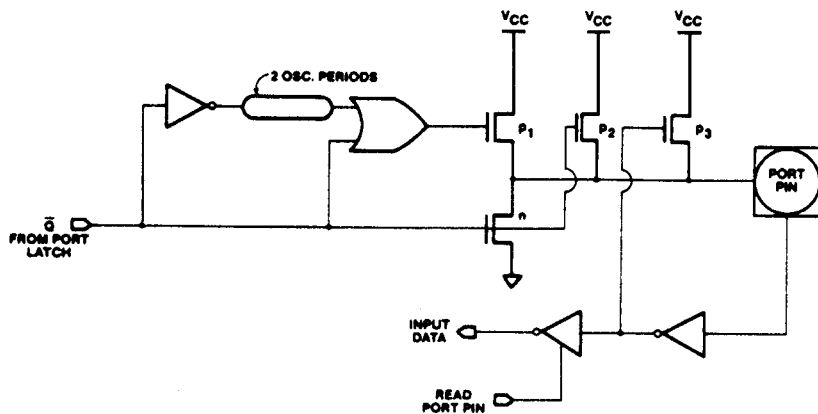 VCC
VCC
VCC
2 OSC. PERIODS
P1
P2
P3
PORT
PIN
n
Q̅
FROM PORT
LATCH
INPUT
DATA
READ
PORT PIN